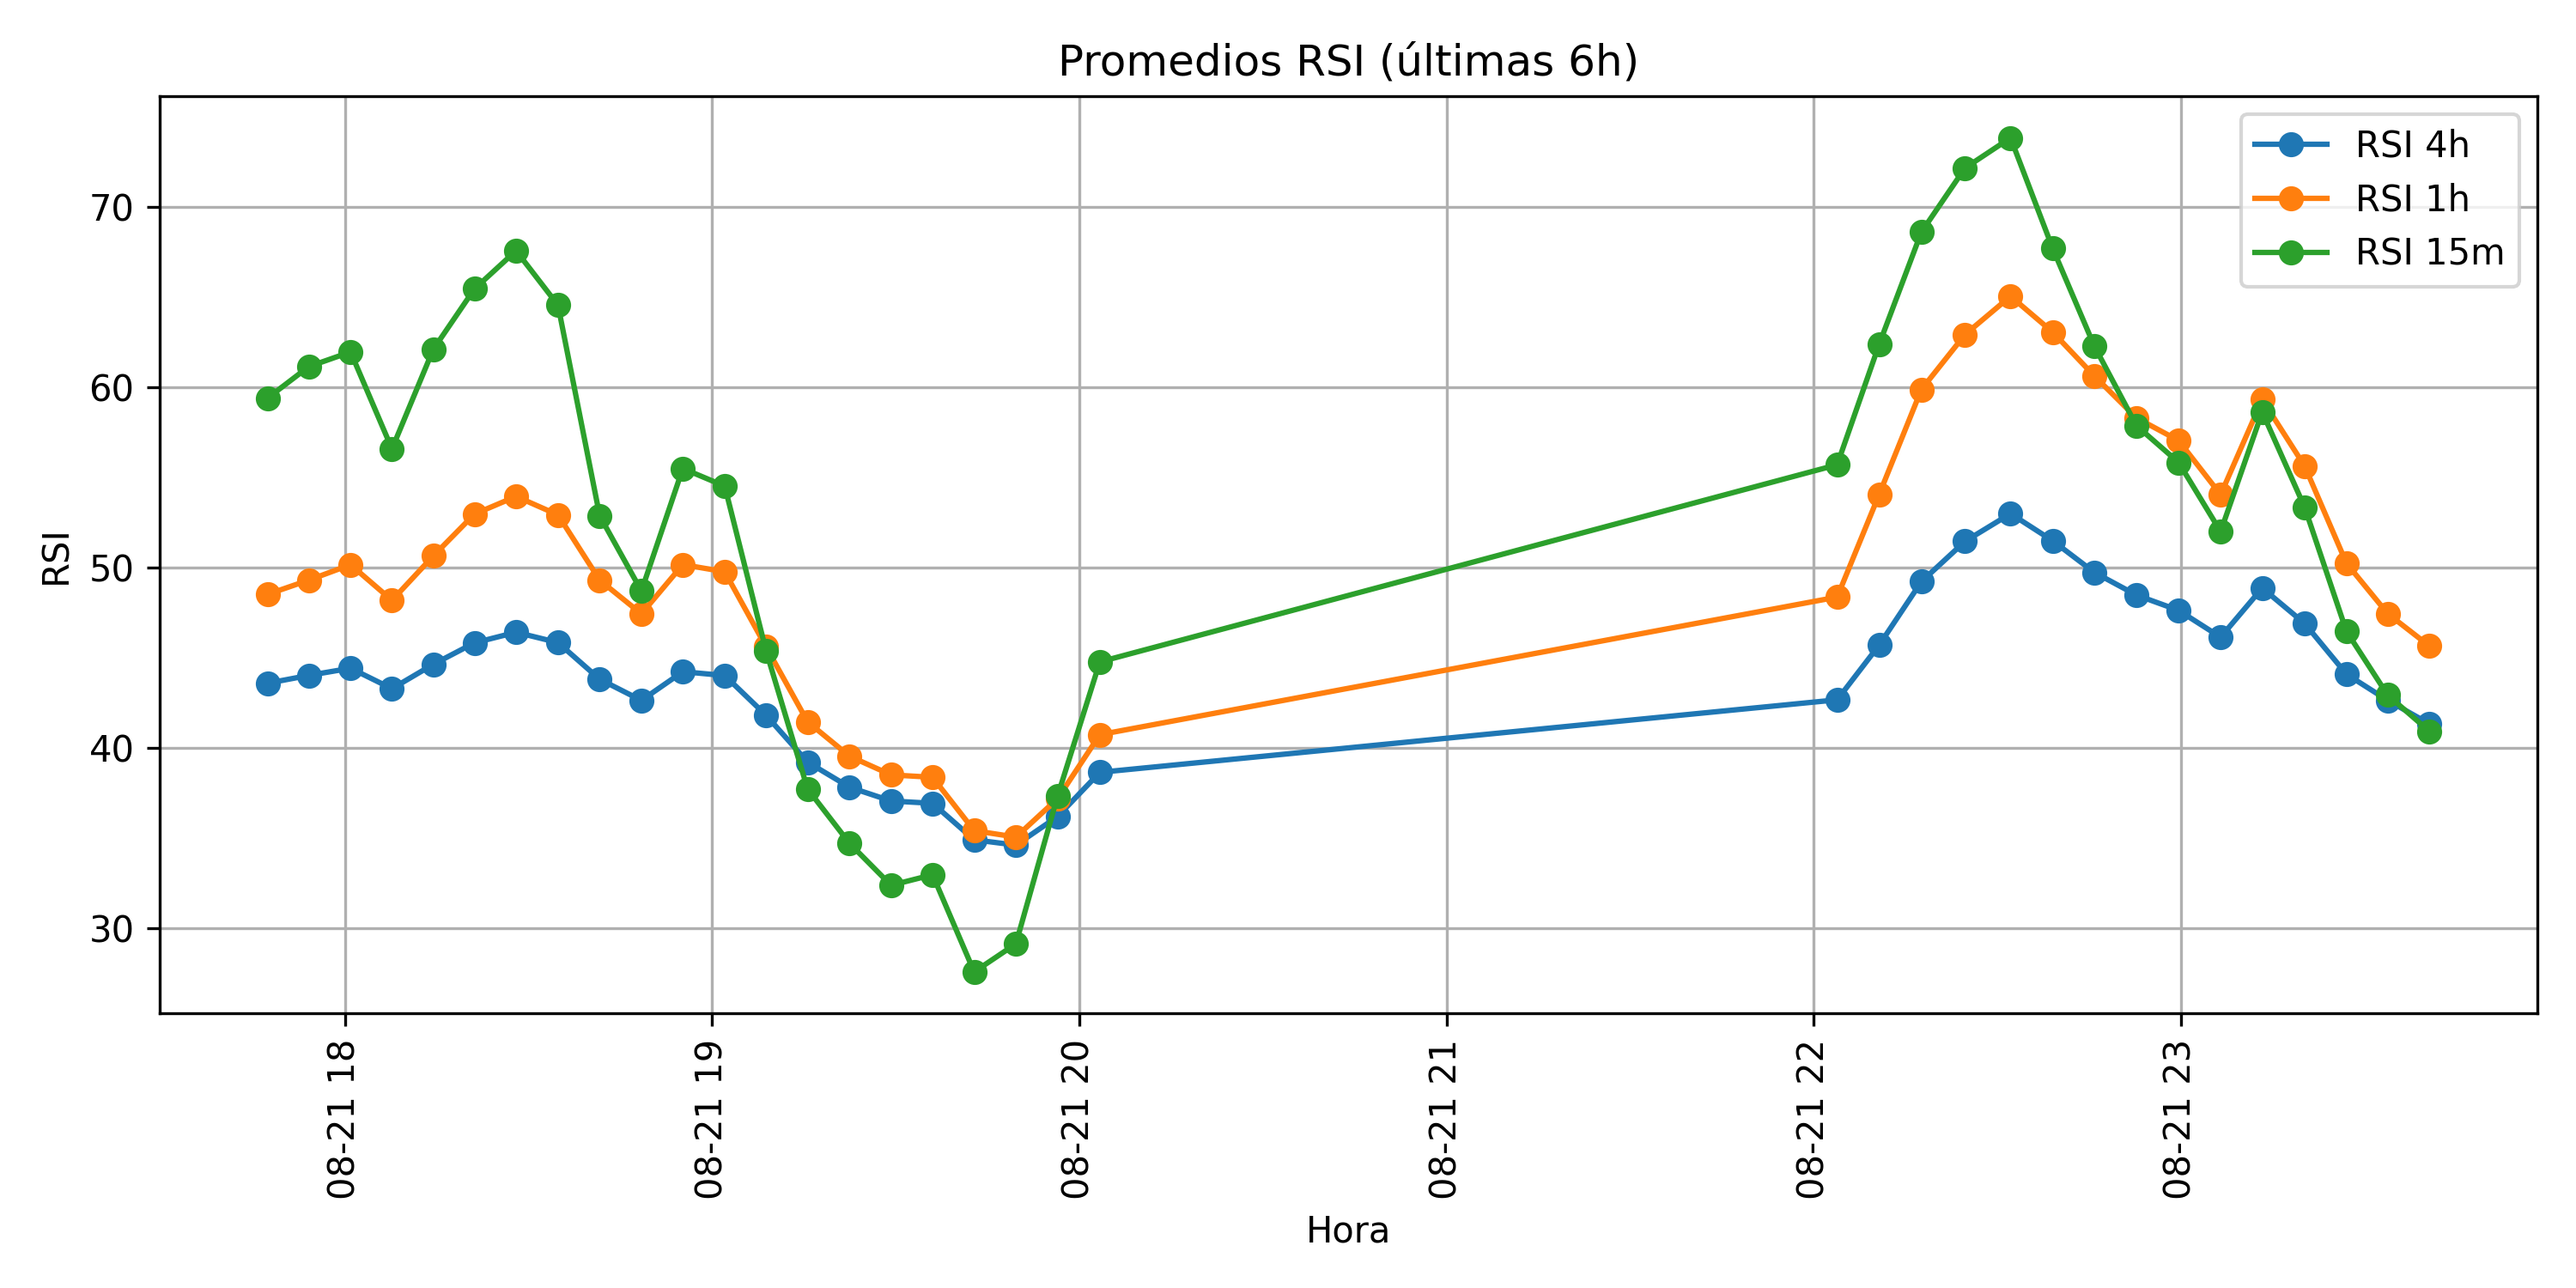 Promedios RSI (últimas 6h)
RSI 4h
RSI 1h
RSI 15m
RSI
70
60
50
40
30
08-21 18
08-21 19
08-21 20
08-21 21
08-21 22
08-21 23
Hora